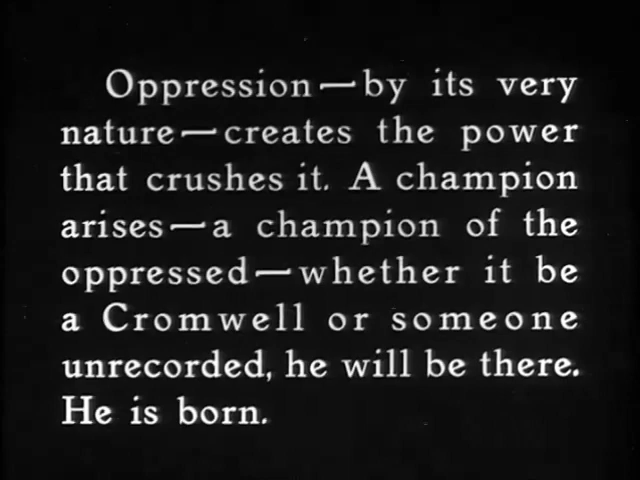 Oppression—by its very
nature—creates the power
that crushes it. A champion
arises—a champion of the
oppressed—whether it be
a Cromwell or someone
unrecorded, he will be there.
He is born.